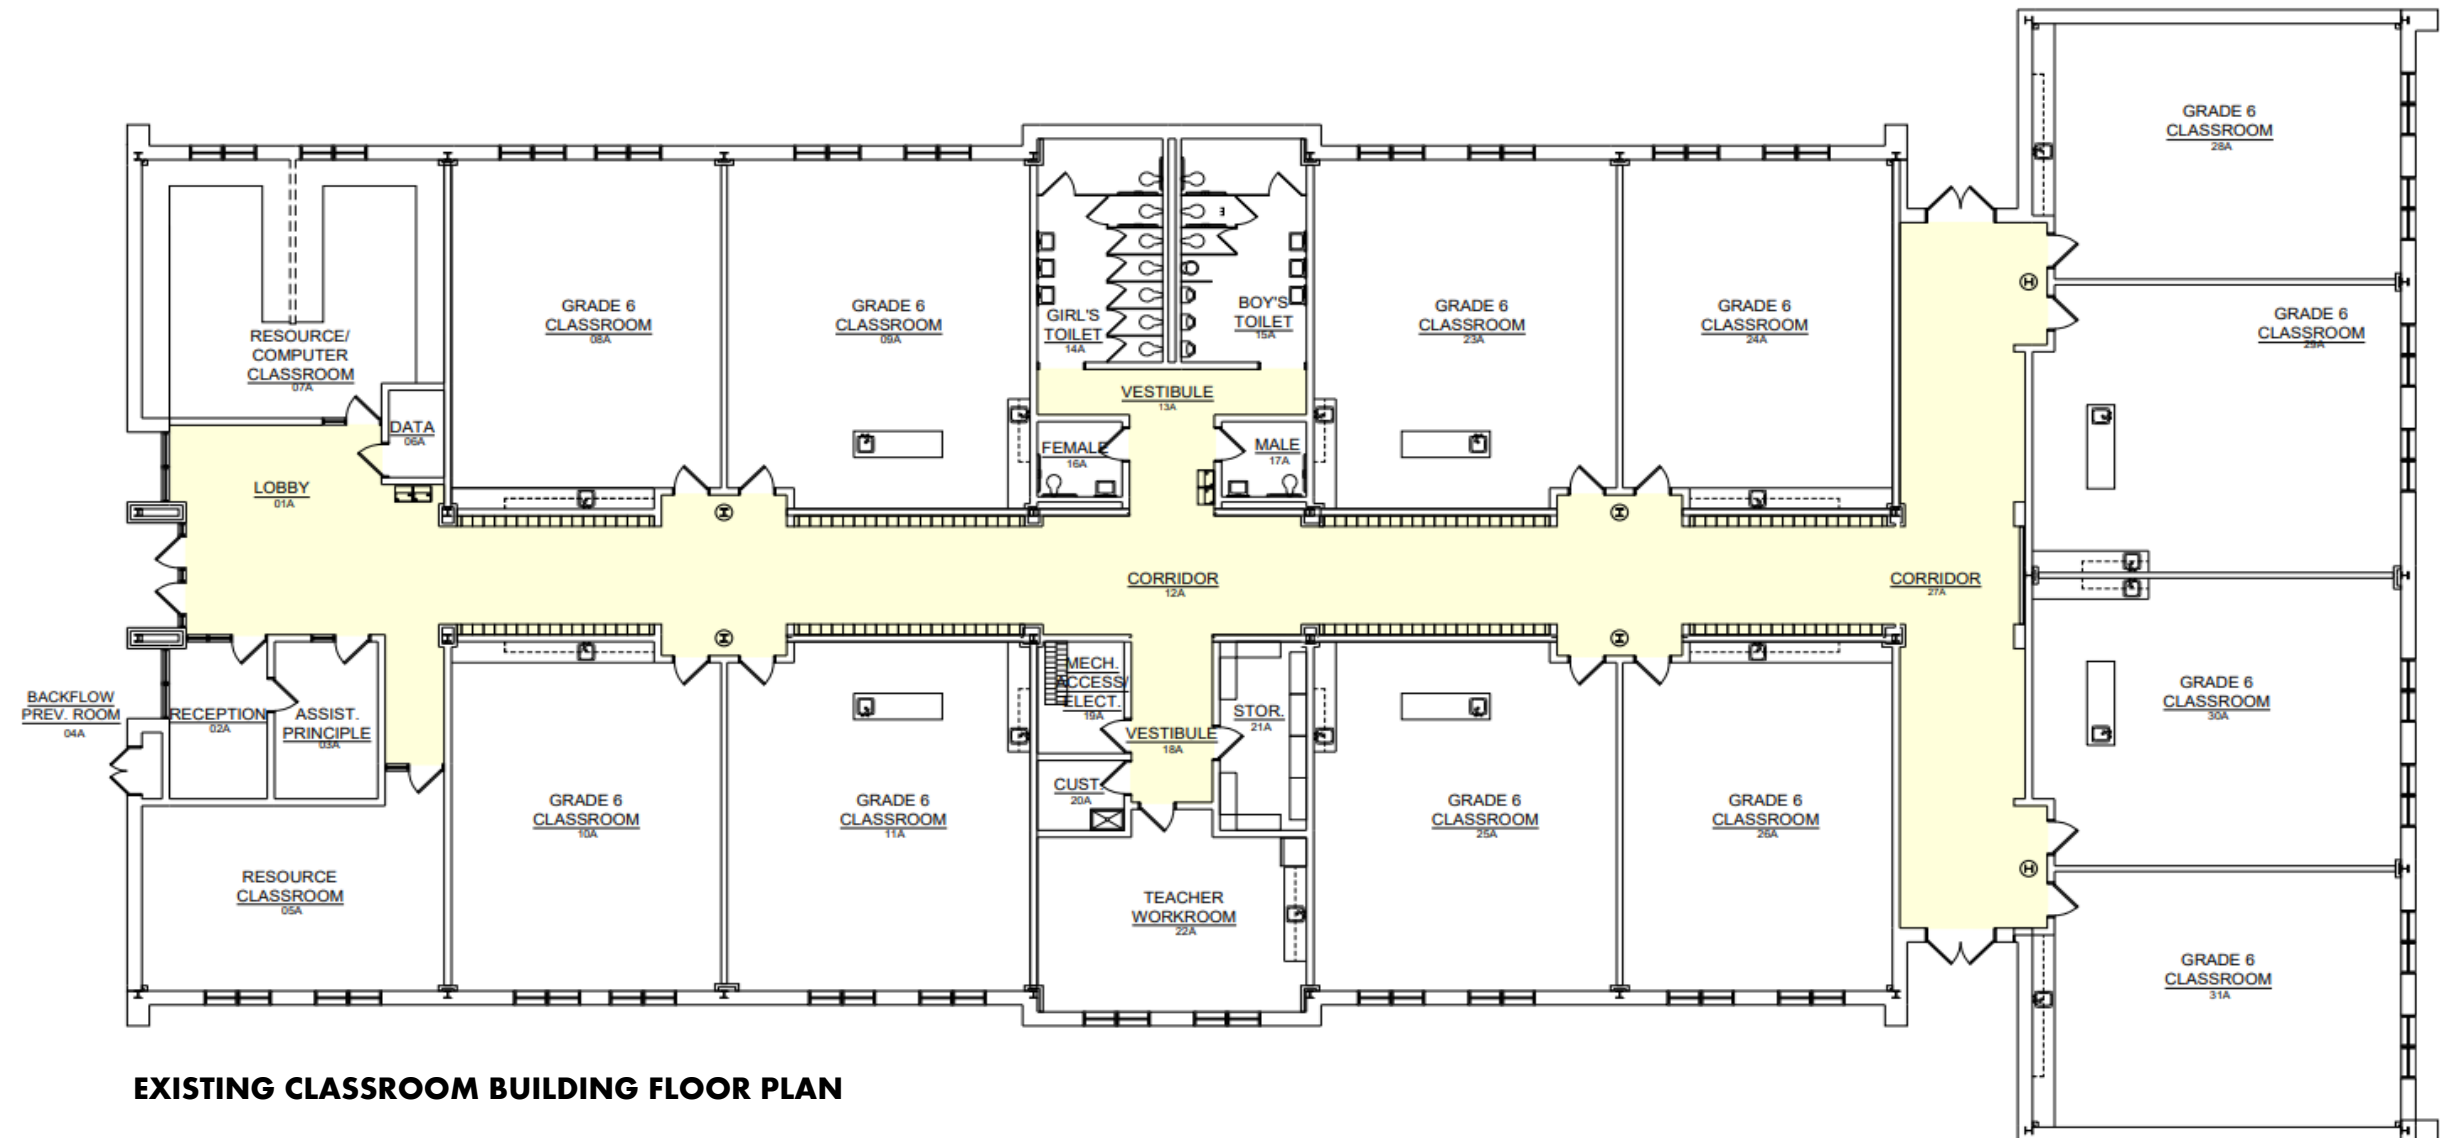 GRADE 6
CLASSROOM
28A
RESOURCE/
COMPUTER
CLASSROOM
07A
GRADE 6
CLASSROOM
08A
GRADE 6
CLASSROOM
09A
GIRL'S
TOILET
14A
BOY'S
TOILET
15A
GRADE 6
CLASSROOM
23A
GRADE 6
CLASSROOM
24A
GRADE 6
CLASSROOM
29A
DATA
06A
VESTIBULE
13A
FEMALE
16A
MALE
17A
LOBBY
01A
CORRIDOR
12A
CORRIDOR
27A
BACKFLOW
PREV. ROOM
04A
RECEPTION
02A
ASSIST.
PRINCIPLE
03A
MECH.
ACCESS/
ELECT.
19A
VESTIBULE
18A
STOR.
21A
GRADE 6
CLASSROOM
30A
CUST.
20A
GRADE 6
CLASSROOM
10A
GRADE 6
CLASSROOM
11A
GRADE 6
CLASSROOM
25A
GRADE 6
CLASSROOM
26A
RESOURCE
CLASSROOM
05A
TEACHER
WORKROOM
22A
GRADE 6
CLASSROOM
31A
EXISTING CLASSROOM BUILDING FLOOR PLAN